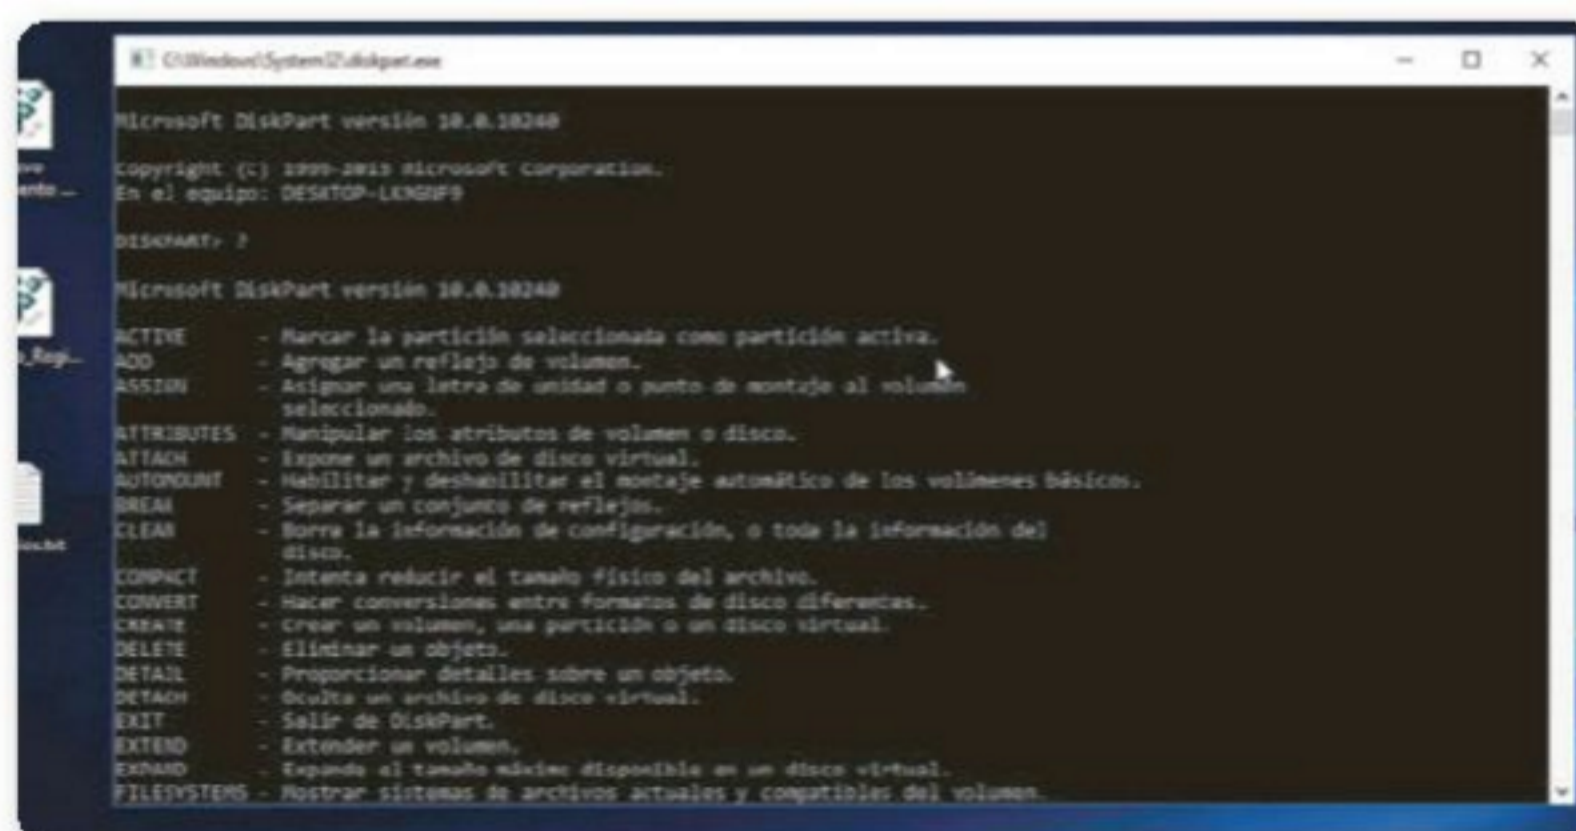 C:\Windows\System32\diskpart.exe
Microsoft DiskPart versión 10.0.10240
Copyright (C) 1999-2013 Microsoft Corporation.
En el equipo:
DISKPART> ?
Microsoft DiskPart versión 10.0.10240
ACTIVE - Marcar la partición seleccionada como partición activa.
ADD - Agregar un reflejo de volumen.
ASSIGN - Asignar una letra de unidad o punto de montaje al volumen
seleccionado.
ATTRIBUTES - Manipular los atributos de volumen o disco.
ATTACH - Expone un archivo de disco virtual.
AUTOMOUNT - Habilitar y deshabilitar el montaje automático de los volúmenes básicos.
BREAK - Separar un conjunto de reflejos.
CLEAN - Borra la información de configuración, o toda la información del
disco.
COMPACT - Intenta reducir el tamaño físico del archivo.
CONVERT - Hacer conversiones entre formatos de disco diferentes.
CREATE - Crear un volumen, una partición o un disco virtual.
DELETE - Eliminar un objeto.
DETAIL - Proporcionar detalles sobre un objeto.
DETACH - Oculta un archivo de disco virtual.
EXIT - Salir de DiskPart.
EXTEND - Extender un volumen.
EXPAND - Expande el tamaño máximo disponible en un disco virtual.
FILESYSTEMS - Mostrar sistemas de archivos actuales y compatibles del volumen.